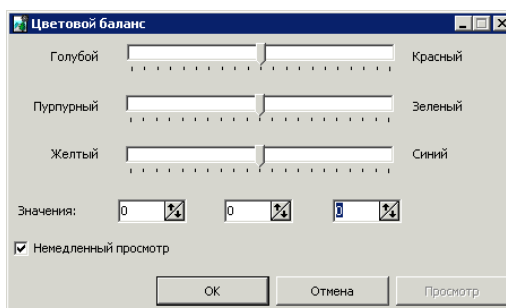 Цветовой баланс
Голубой Красный
Пурпурный Зеленый
Желтый Синий
Значения: 0 0 0
Немедленный просмотр
OK Отмена Просмотр